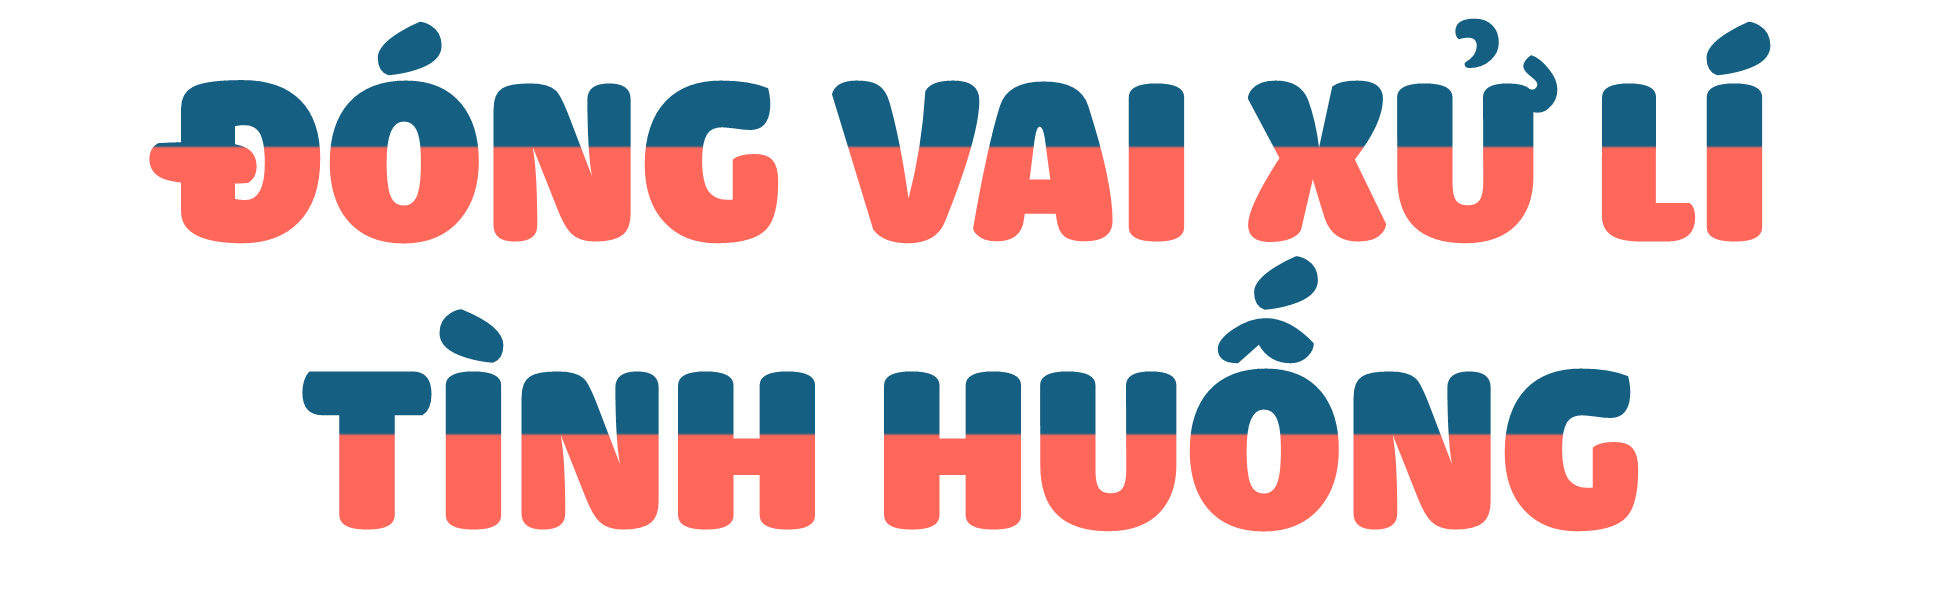 ĐÓNG VAI XỬ LÍ
TÌNH HUỐNG